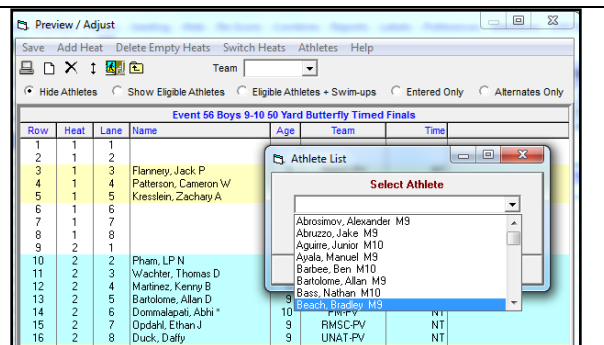 Preview / Adjust
Save Add Heat Delete Empty Heats Switch Heats Athletes Help
Team
Hide Athletes Show Eligible Athletes Eligible Athletes + Swim-ups Entered Only Alternates Only
Event 56 Boys 9-10 50 Yard Butterfly Timed Finals
Row Heat Lane Name Age Team Time
1 1 1
2 1 2
3 1 3 Flannery, Jack P
4 1 4 Patterson, Cameron W
5 1 5 Kresslein, Zachary A
6 1 6
7 1 7
8 1 8
9 2 1
10 2 2 Pham, LP N
11 2 3 Wachter, Thomas D
12 2 4 Martinez, Kenny B
13 2 5 Bartolome, Allan D 9
14 2 6 Dommalapati, Abhi * 10 PM-PV NT
15 2 7 Opdahl, Ethan J 9 RMSC-PV NT
16 2 8 Duck, Daffy 9 UNAT-PV NT
Athlete List
Select Athlete
Abrosimov, Alexander M9
Abruzzo, Jake M9
Aguirre, Junior M10
Ayala, Manuel M9
Barbee, Ben M10
Bartolome, Allan M9
Bass, Nathan M10
Beach, Bradley M9